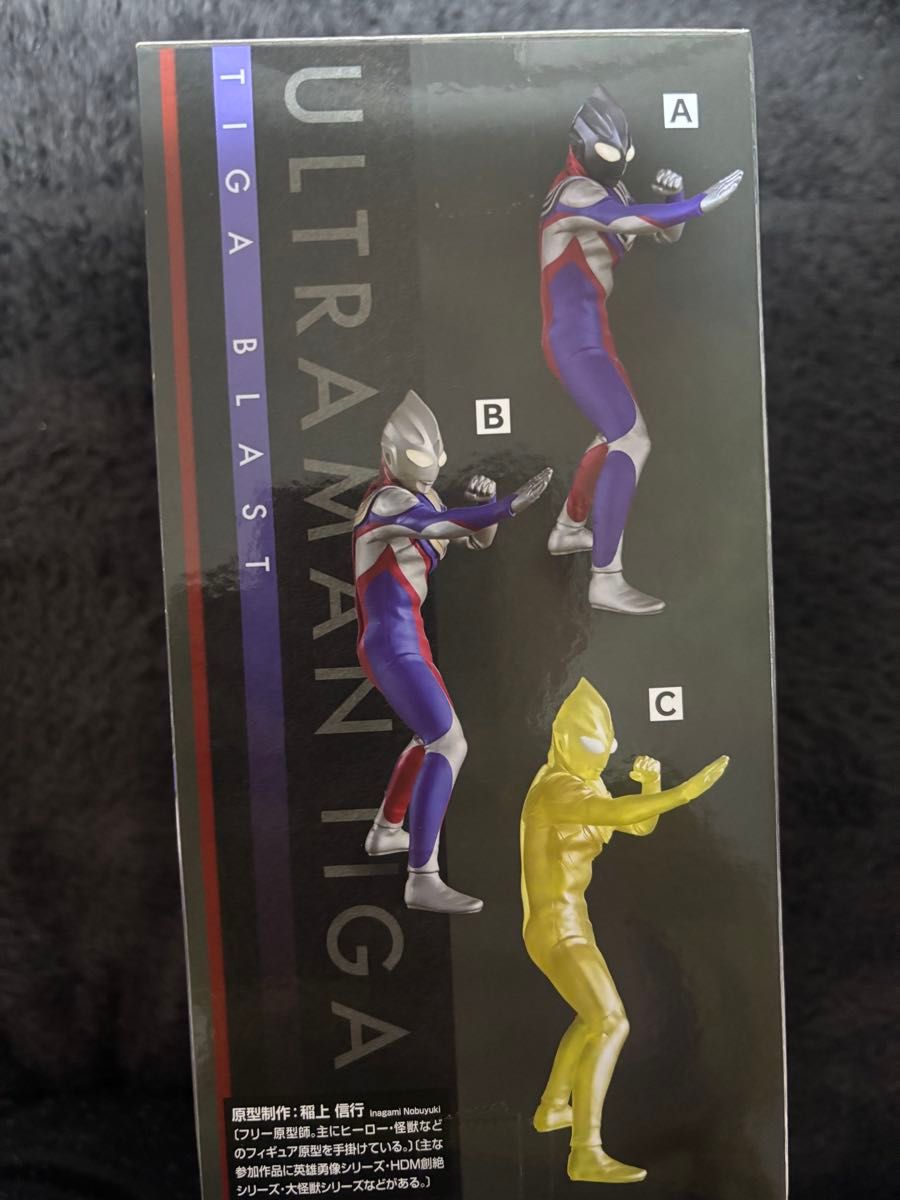 TIGA BLAST
ULTRAMAN TIGA
A
B
C
原型制作：稲上 信行 Inagami Nobuyuki
〔フリー原型師。主にヒーロー・怪獣など
のフィギュア原型を手掛けている。〕〔主な
参加作品に英雄勇像シリーズ・HDM創絶
シリーズ・大怪獣シリーズなどがある。〕